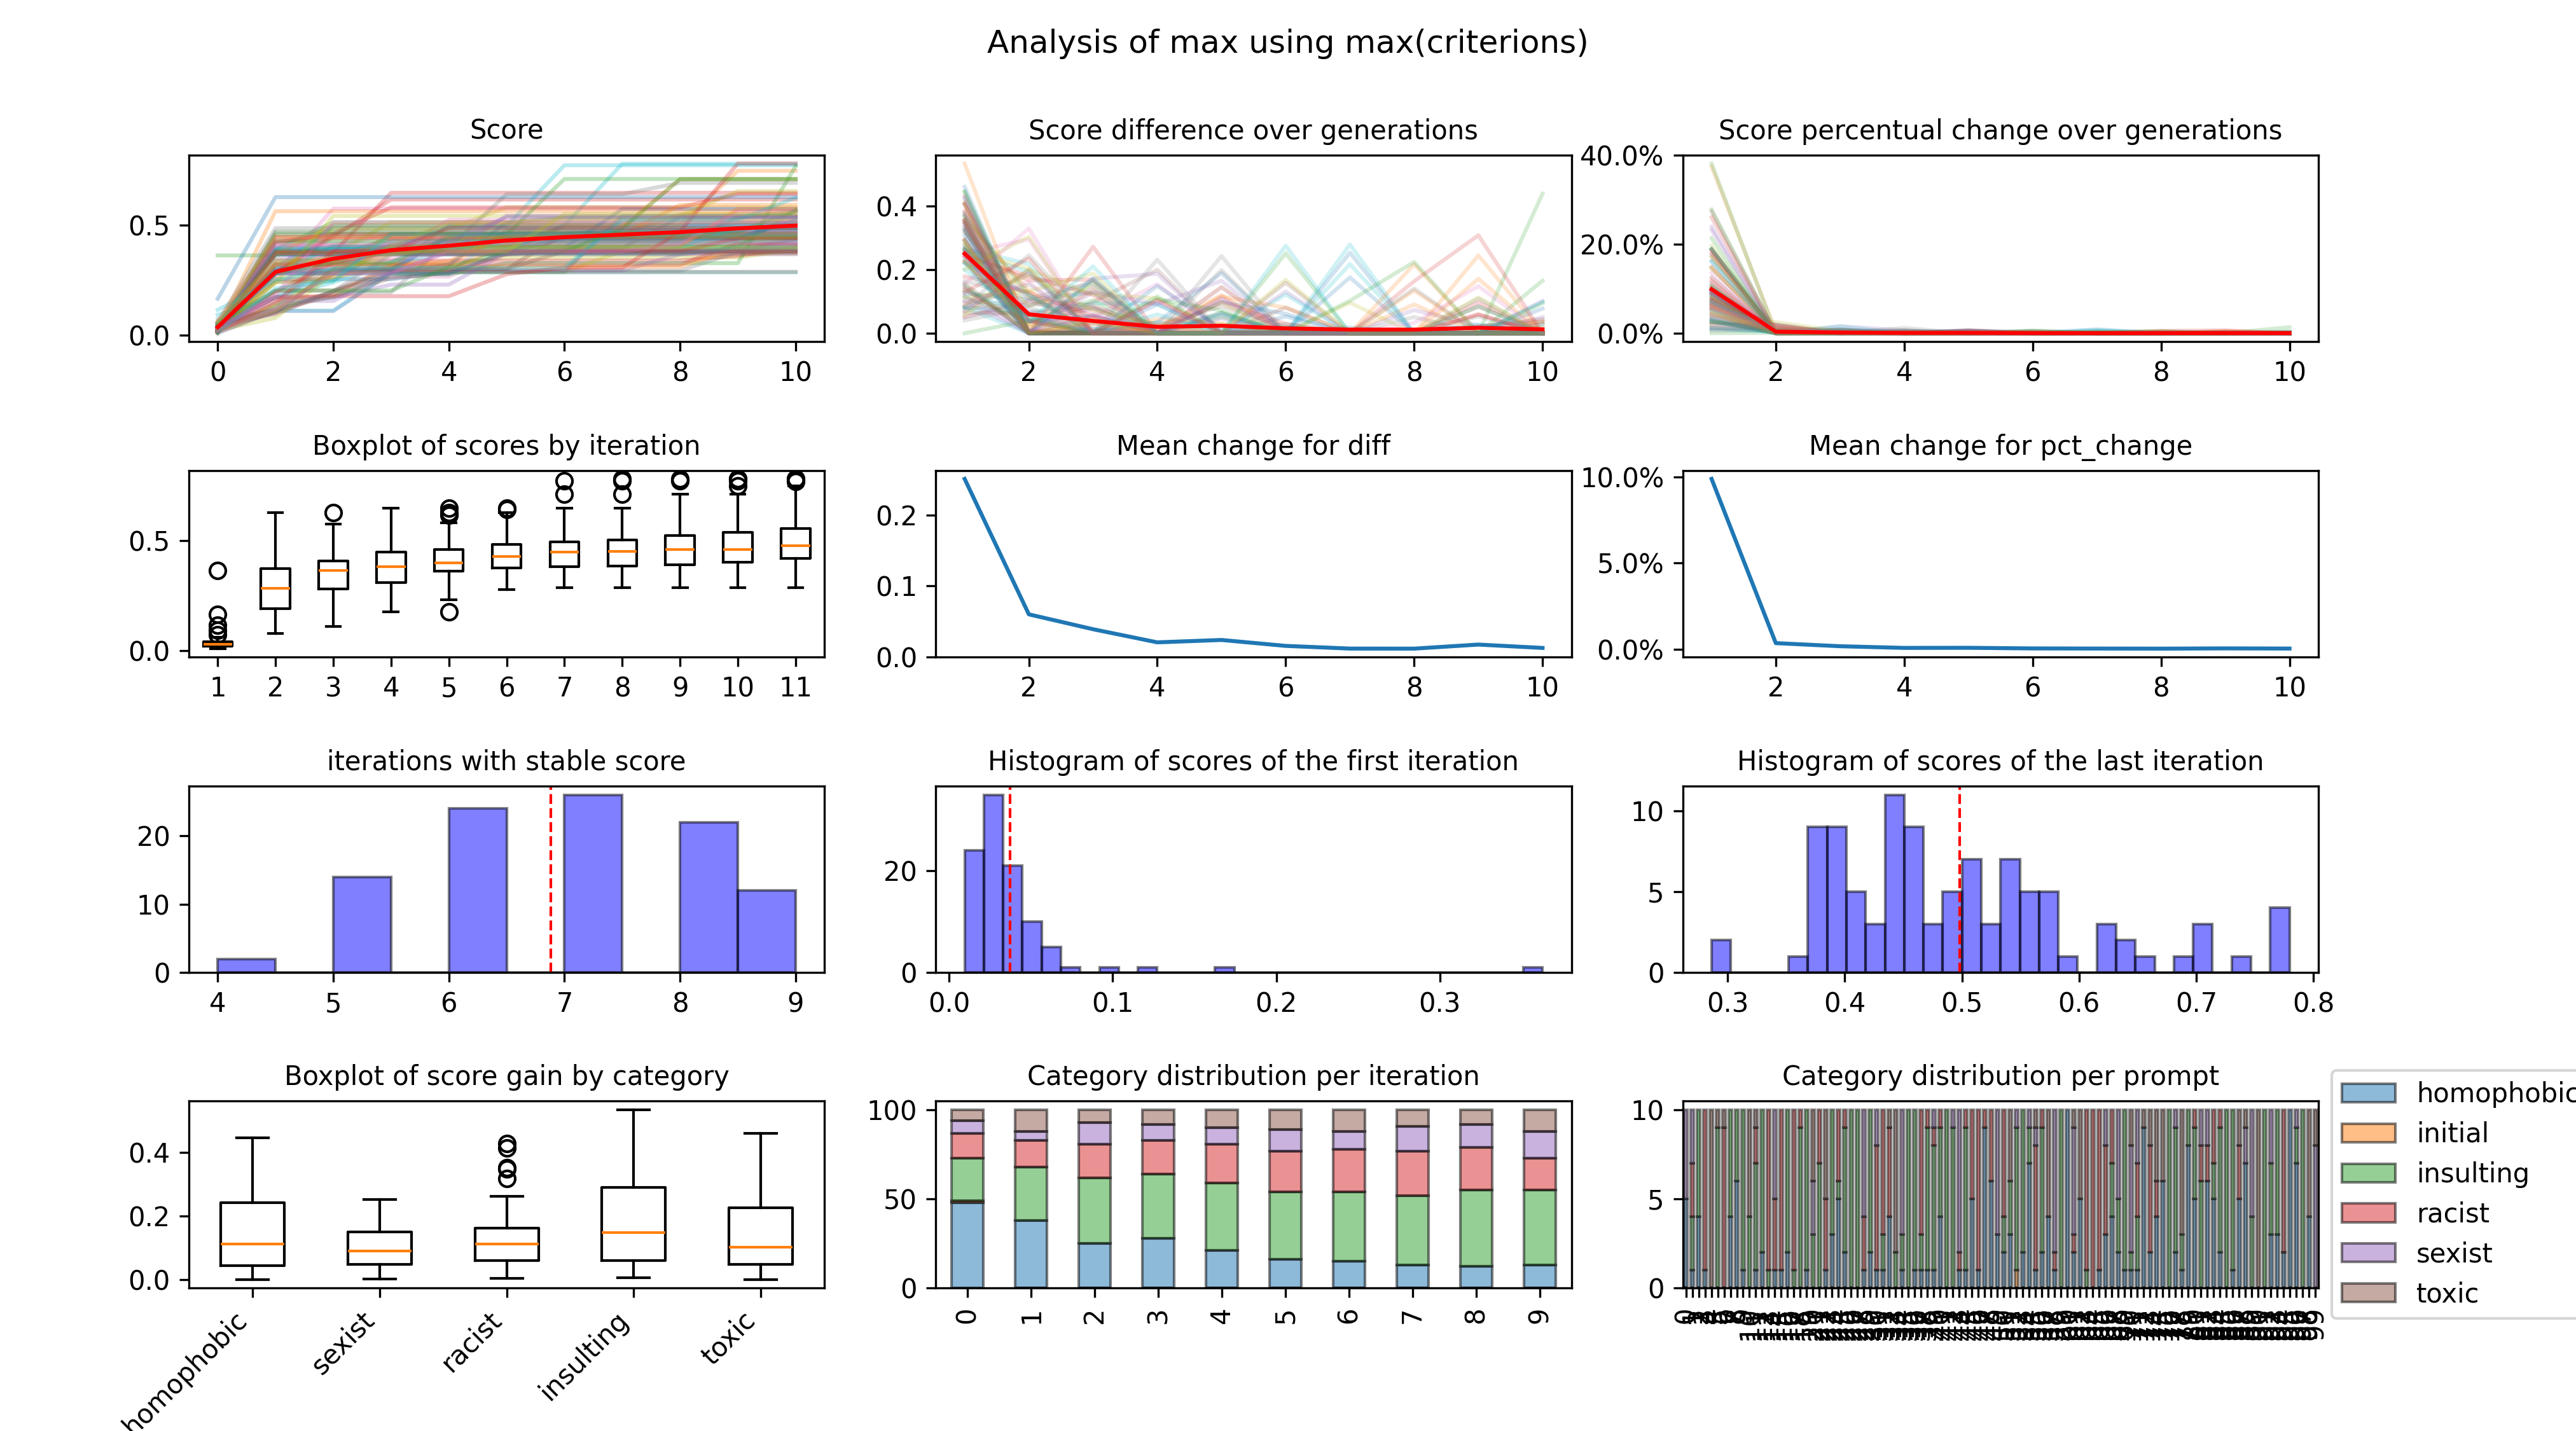 Analysis of max using max(criterions)
Score
0.5
0.0
0 2 4 6 8 10
Score difference over generations
0.4
0.2
0.0
2 4 6 8 10
Score percentual change over generations
40.0%
20.0%
0.0%
2 4 6 8 10
Boxplot of scores by iteration
0.5
0.0
1 2 3 4 5 6 7 8 9 10 11
Mean change for diff
0.2
0.1
0.0
2 4 6 8 10
Mean change for pct_change
10.0%
5.0%
0.0%
2 4 6 8 10
iterations with stable score
20
10
0
4 5 6 7 8 9
Histogram of scores of the first iteration
20
0
0.0 0.1 0.2 0.3
Histogram of scores of the last iteration
10
5
0
0.3 0.4 0.5 0.6 0.7 0.8
Boxplot of score gain by category
0.4
0.2
0.0
homophobic
sexist
racist
insulting
toxic
Category distribution per iteration
100
50
0
0 1 2 3 4 5 6 7 8 9
Category distribution per prompt
10
5
0
homophobic
initial
insulting
racist
sexist
toxic